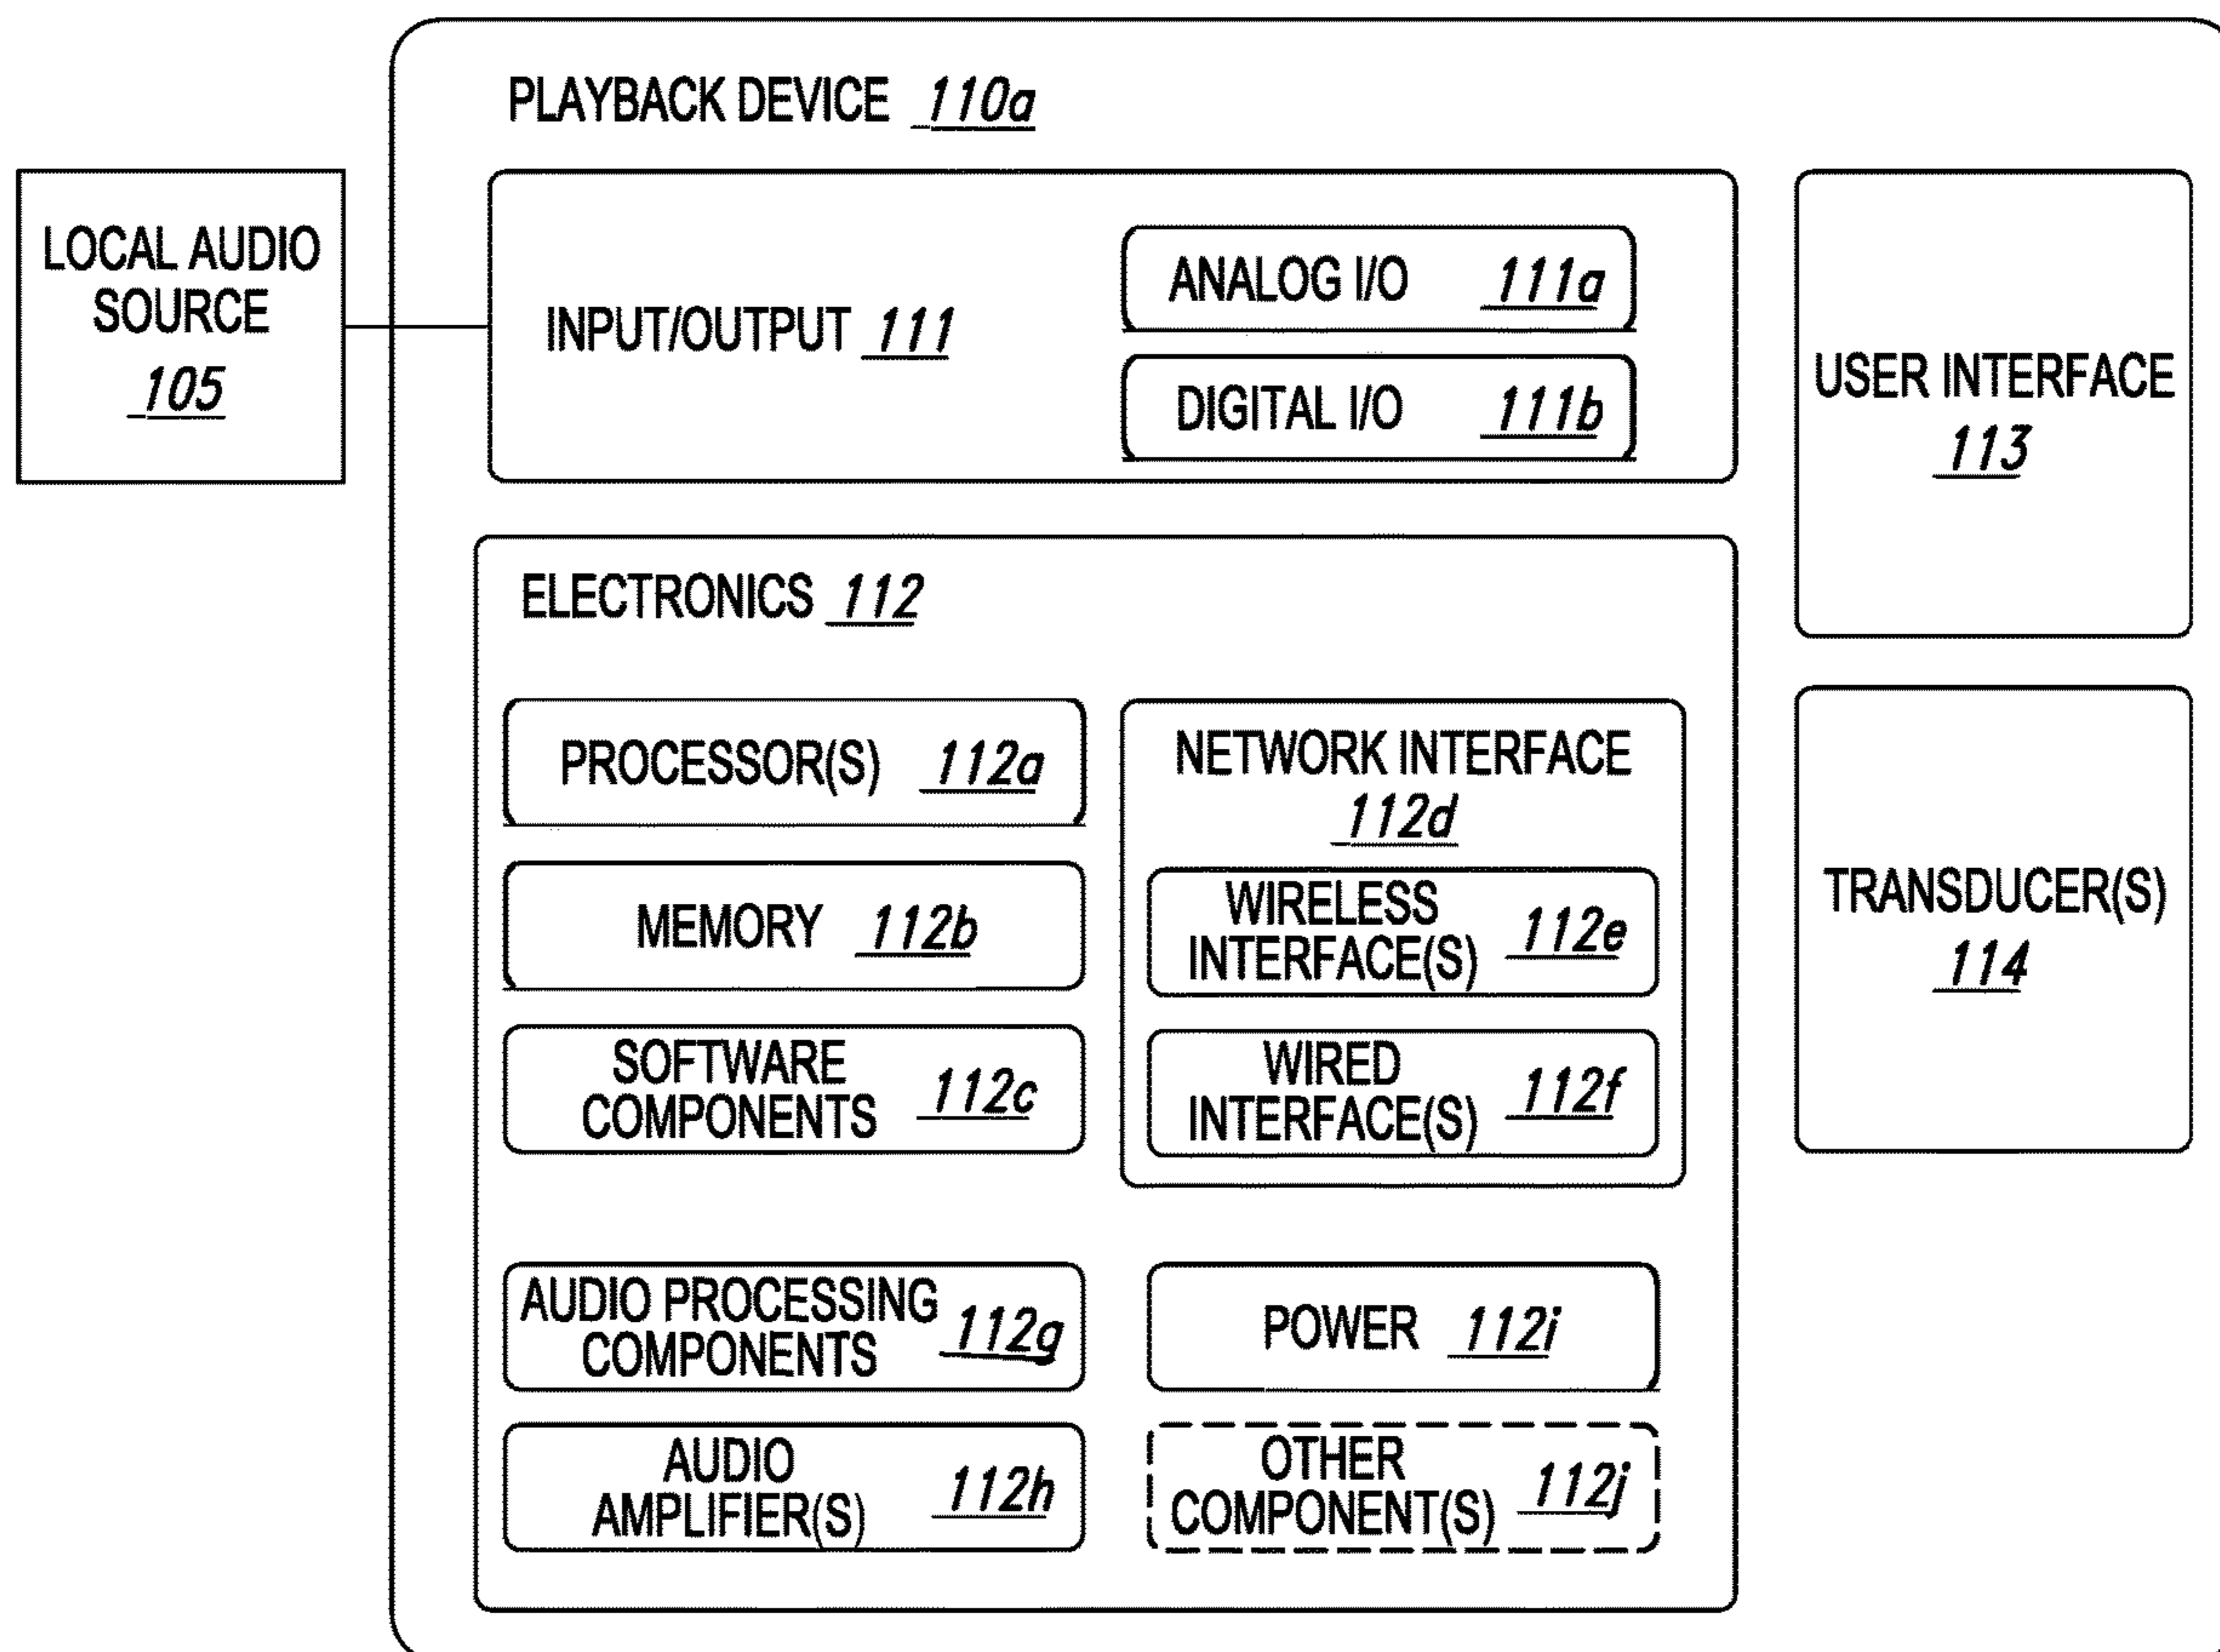 PLAYBACK DEVICE 110a
LOCAL AUDIO
SOURCE
105
INPUT/OUTPUT 111
ANALOG I/O 111a
DIGITAL I/O 111b
USER INTERFACE
113
ELECTRONICS 112
PROCESSOR(S) 112a
MEMORY 112b
SOFTWARE
COMPONENTS 112c
NETWORK INTERFACE
112d
WIRELESS
INTERFACE(S) 112e
WIRED
INTERFACE(S) 112f
TRANSDUCER(S)
114
AUDIO PROCESSING
COMPONENTS 112g
AUDIO
AMPLIFIER(S) 112h
POWER 112i
OTHER
COMPONENT(S) 112j